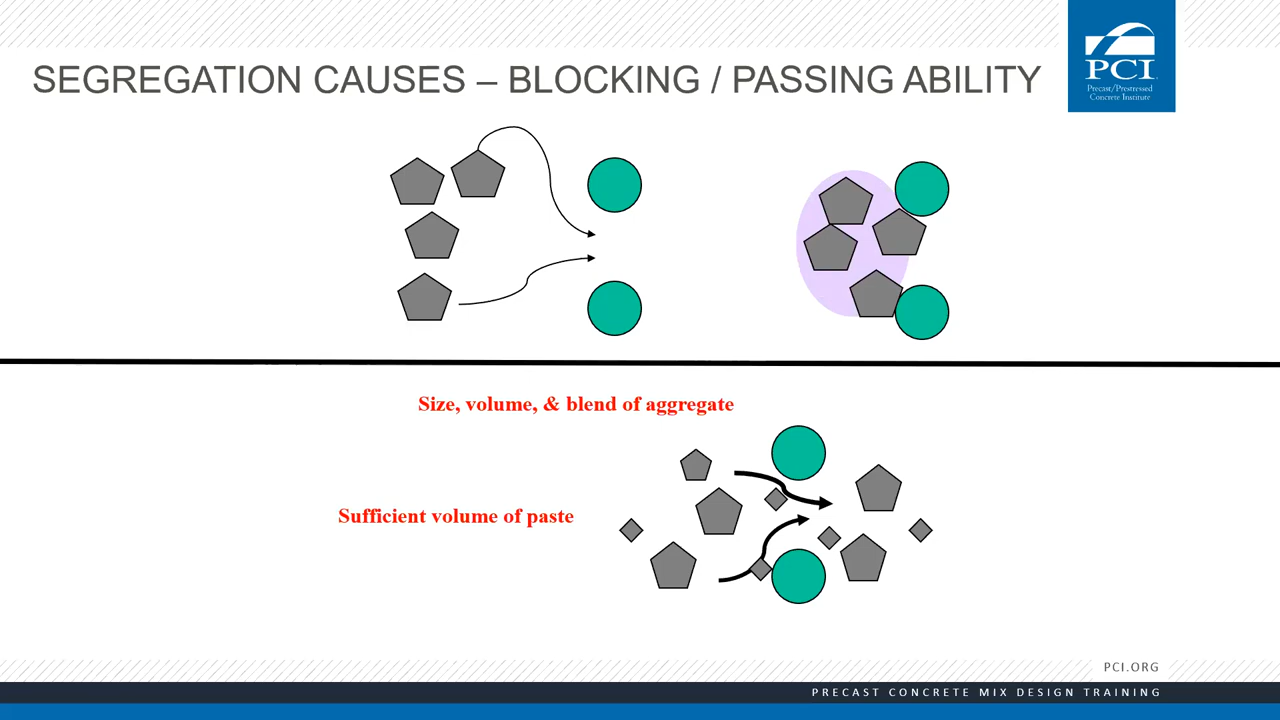 SEGREGATION CAUSES – BLOCKING / PASSING ABILITY
PCI
Precast/Prestressed
Concrete Institute
Size, volume, & blend of aggregate
Sufficient volume of paste
PCI.ORG
PRECAST CONCRETE MIX DESIGN TRAINING